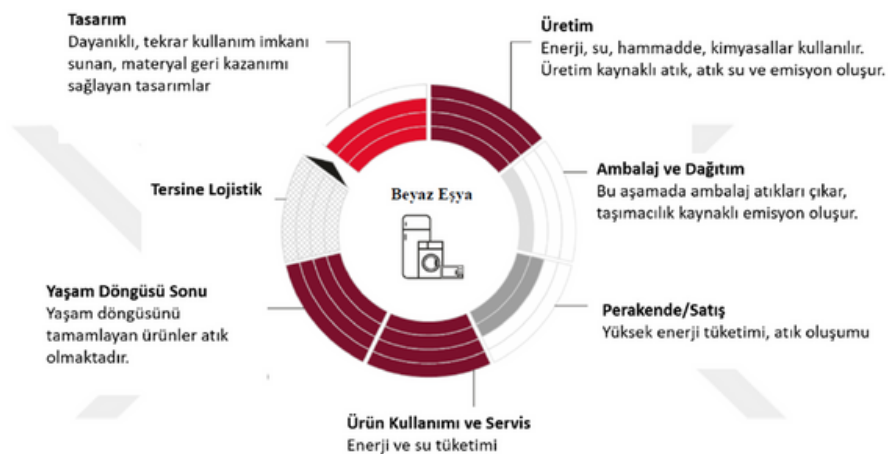 Tasarım
Dayanıklı, tekrar kullanım imkanı
sunan, materyal geri kazanımı
sağlayan tasarımlar
Üretim
Enerji, su, hammadde, kimyasallar kullanılır.
Üretim kaynaklı atık, atık su ve emisyon oluşur.
Ambalaj ve Dağıtım
Bu aşamada ambalaj atıkları çıkar,
taşımacılık kaynaklı emisyon oluşur.
Perakende/Satış
Yüksek enerji tüketimi, atık oluşumu
Ürün Kullanımı ve Servis
Enerji ve su tüketimi
Yaşam Döngüsü Sonu
Yaşam döngüsünü
tamamlayan ürünler atık
olmaktadır.
Tersine Lojistik
Beyaz Eşya